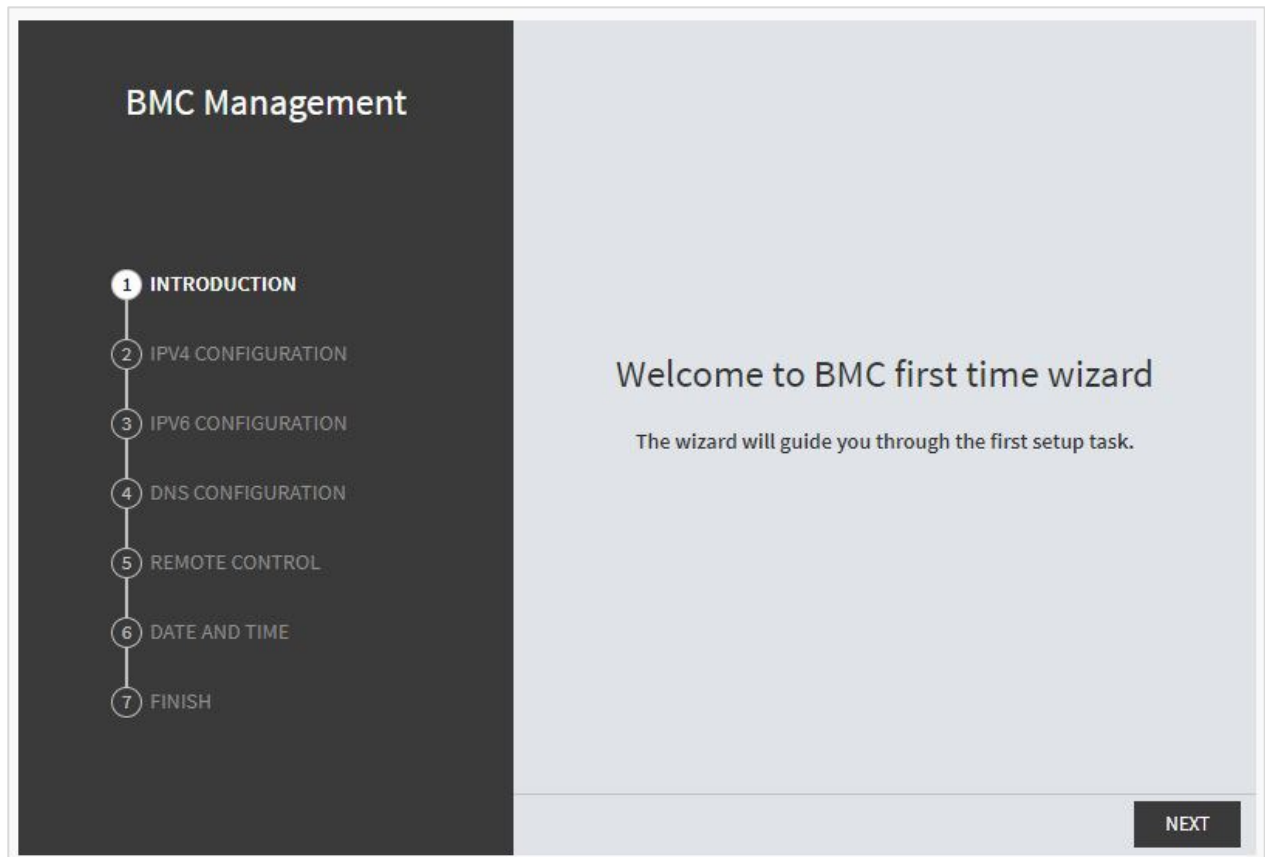 BMC Management
1 INTRODUCTION
2 IPV4 CONFIGURATION
3 IPV6 CONFIGURATION
4 DNS CONFIGURATION
5 REMOTE CONTROL
6 DATE AND TIME
7 FINISH
Welcome to BMC first time wizard
The wizard will guide you through the first setup task.
NEXT